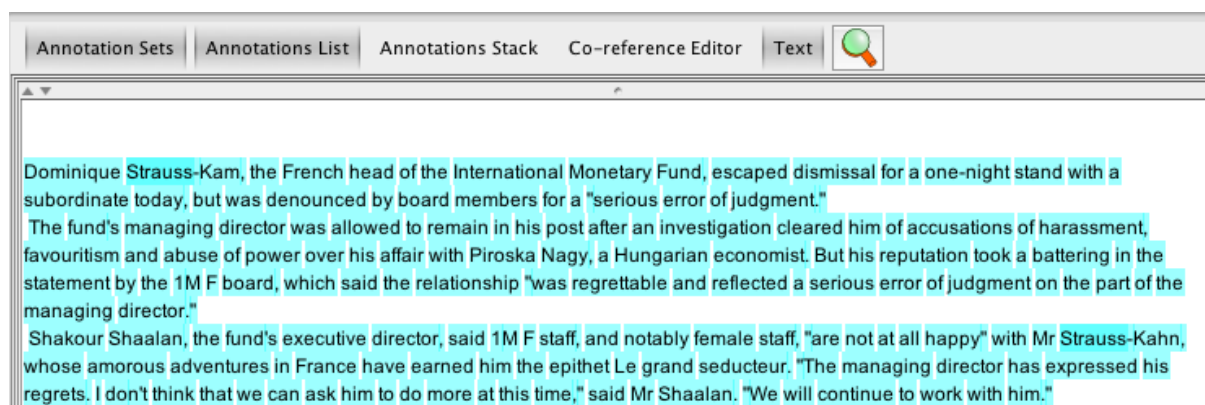 Annotation Sets Annotations List Annotations Stack Co-reference Editor Text
Dominique Strauss-Kam, the French head of the International Monetary Fund, escaped dismissal for a one-night stand with a
subordinate today, but was denounced by board members for a "serious error of judgment."
The fund's managing director was allowed to remain in his post after an investigation cleared him of accusations of harassment,
favouritism and abuse of power over his affair with Piroska Nagy, a Hungarian economist. But his reputation took a battering in the
statement by the 1M F board, which said the relationship "was regrettable and reflected a serious error of judgment on the part of the
managing director."
Shakour Shaalan, the fund's executive director, said 1M F staff, and notably female staff, "are not at all happy" with Mr Strauss-Kahn,
whose amorous adventures in France have earned him the epithet Le grand seducteur. "The managing director has expressed his
regrets. I don't think that we can ask him to do more at this time," said Mr Shaalan. "We will continue to work with him."